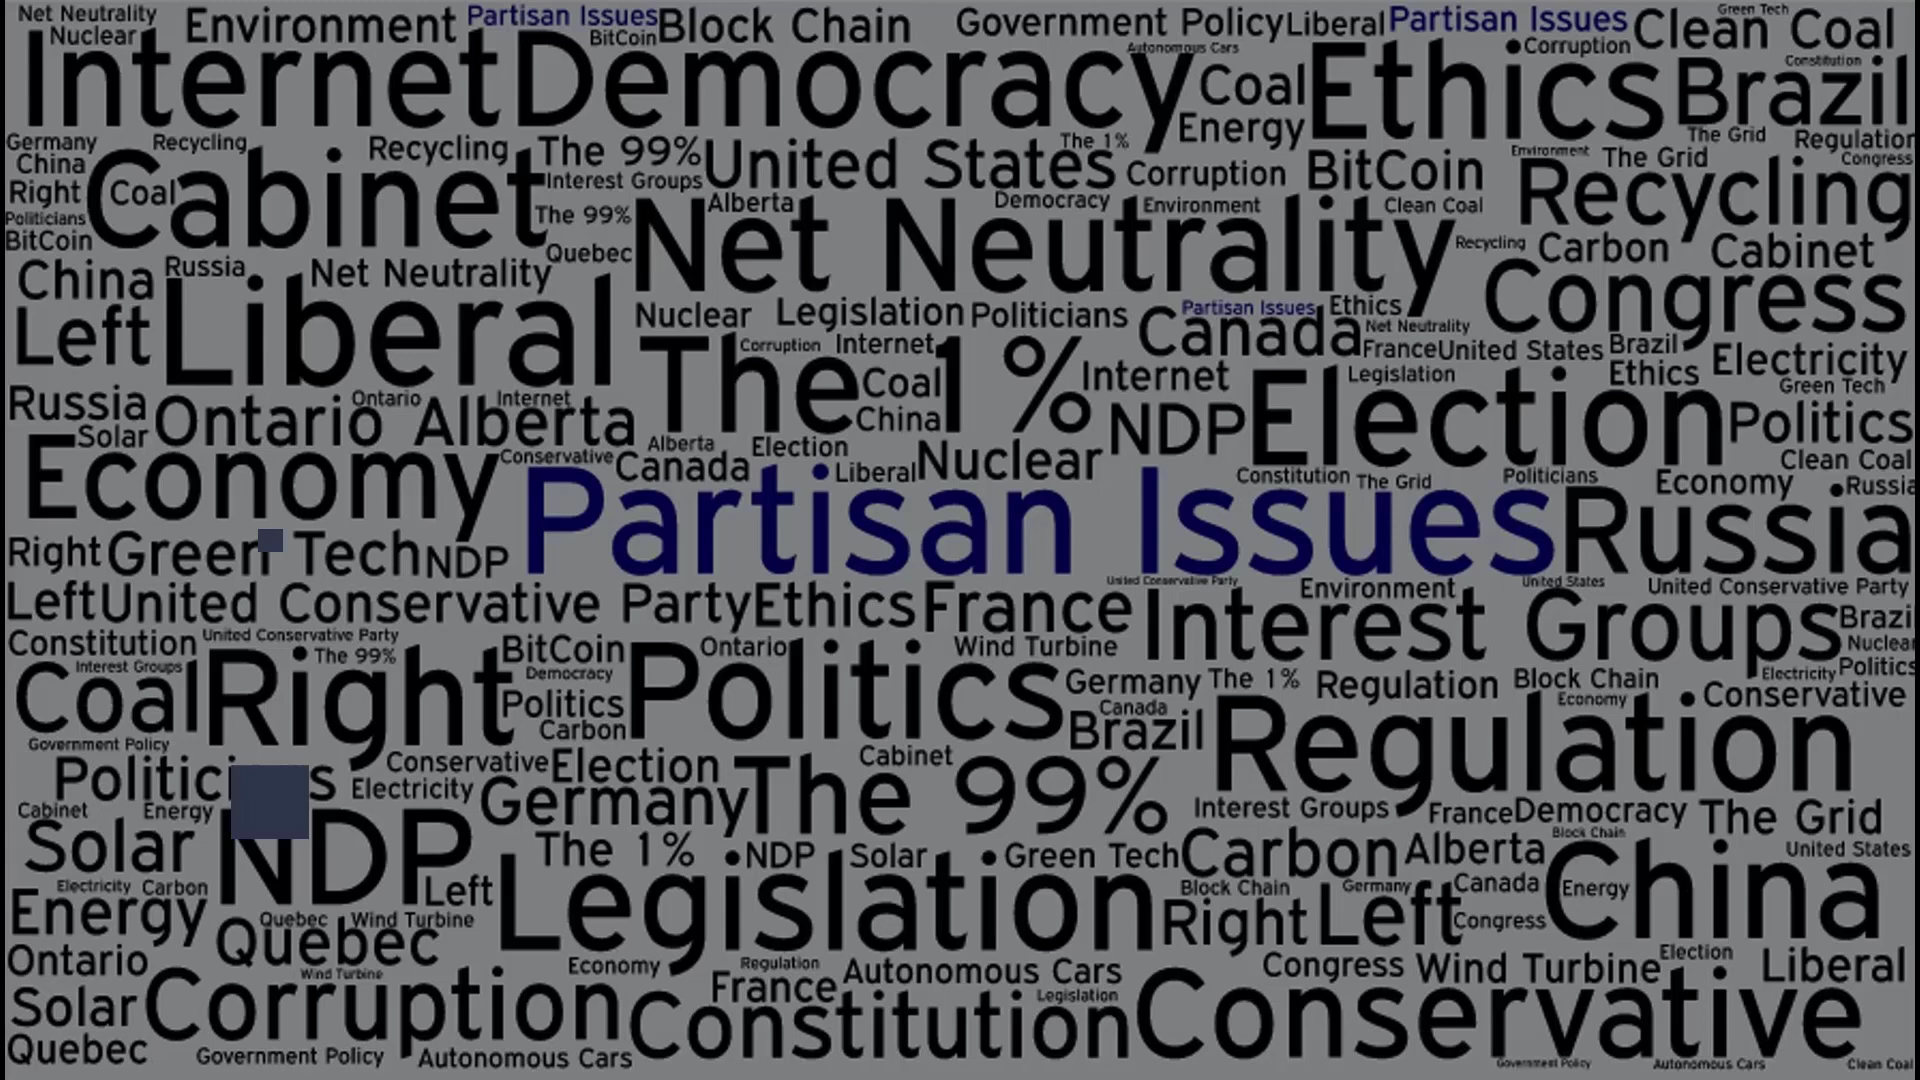 Net Neutrality Environment Partisan Issues Block Chain Government Policy Liberal Partisan Issues Clean Coal Green Tech
Nuclear BitCoin Autonomous Cars Corruption Constitution
Internet Democracy Coal Ethics Brazil
Energy
Germany Recycling Recycling The 99% The 1% The Grid Regulation
China Cabinet Interest Groups United States Corruption BitCoin Environment The Grid Congress
Right Coal Recycling
Politicians The 99% Alberta Democracy Environment Clean Coal
BitCoin Quebec Net Neutrality Recycling Carbon Cabinet
China Russia Net Neutrality Congress
Left Liberal Nuclear Legislation Politicians Partisan Issues Ethics
Canada Net Neutrality
Corruption Internet France United States Brazil Electricity
The 1% Coal Internet Legislation Ethics Green Tech
Russia Ontario Internet China NDP Election Politics
Solar Ontario Alberta Alberta Election Clean Coal
Economy Conservative Canada Liberal Nuclear Constitution The Grid Politicians Economy Russia
Partisan Issues Russia
Right Green Tech NDP
Left United Conservative Party Ethics France United Conservative Party Environment United States United Conservative Party
Interest Groups Brazi
Constitution United Conservative Party BitCoin Ontario Wind Turbine Nuclear
Interest Groups The 99% Democracy Germany The 1% Regulation Block Chain Electricity Politics
Coal Right Politics Politics Canada Economy Conservative
Carbon Brazil Regulation
Government Policy Conservative Election Cabinet
Politici s Electricity Germany The 99% Interest Groups France Democracy The Grid
Cabinet Energy
Solar NDP The 1% NDP Solar Green Tech Carbon Alberta Block Chain United States
Electricity Carbon Left Legislation Block Chain Germany Canada Energy China
Energy Quebec Wind Turbine Right Left Congress
Quebec
Ontario Wind Turbine Economy Regulation Autonomous Cars Congress Wind Turbine Election Liberal
Solar Corruption France Legislation
Constitution Conservative
Quebec Government Policy Autonomous Cars Government Policy Autonomous Cars Clean Coal